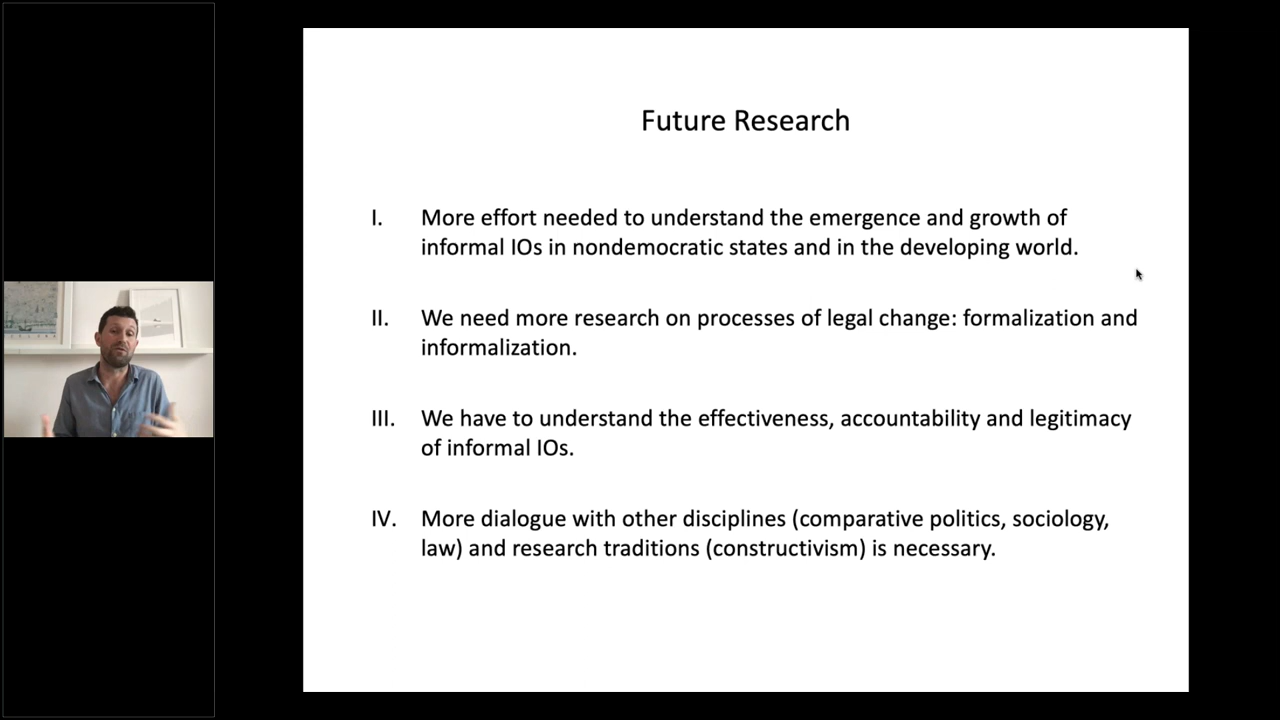 Future Research
I. More effort needed to understand the emergence and growth of
informal IOs in nondemocratic states and in the developing world.
II. We need more research on processes of legal change: formalization and
informalization.
III. We have to understand the effectiveness, accountability and legitimacy
of informal IOs.
IV. More dialogue with other disciplines (comparative politics, sociology,
law) and research traditions (constructivism) is necessary.